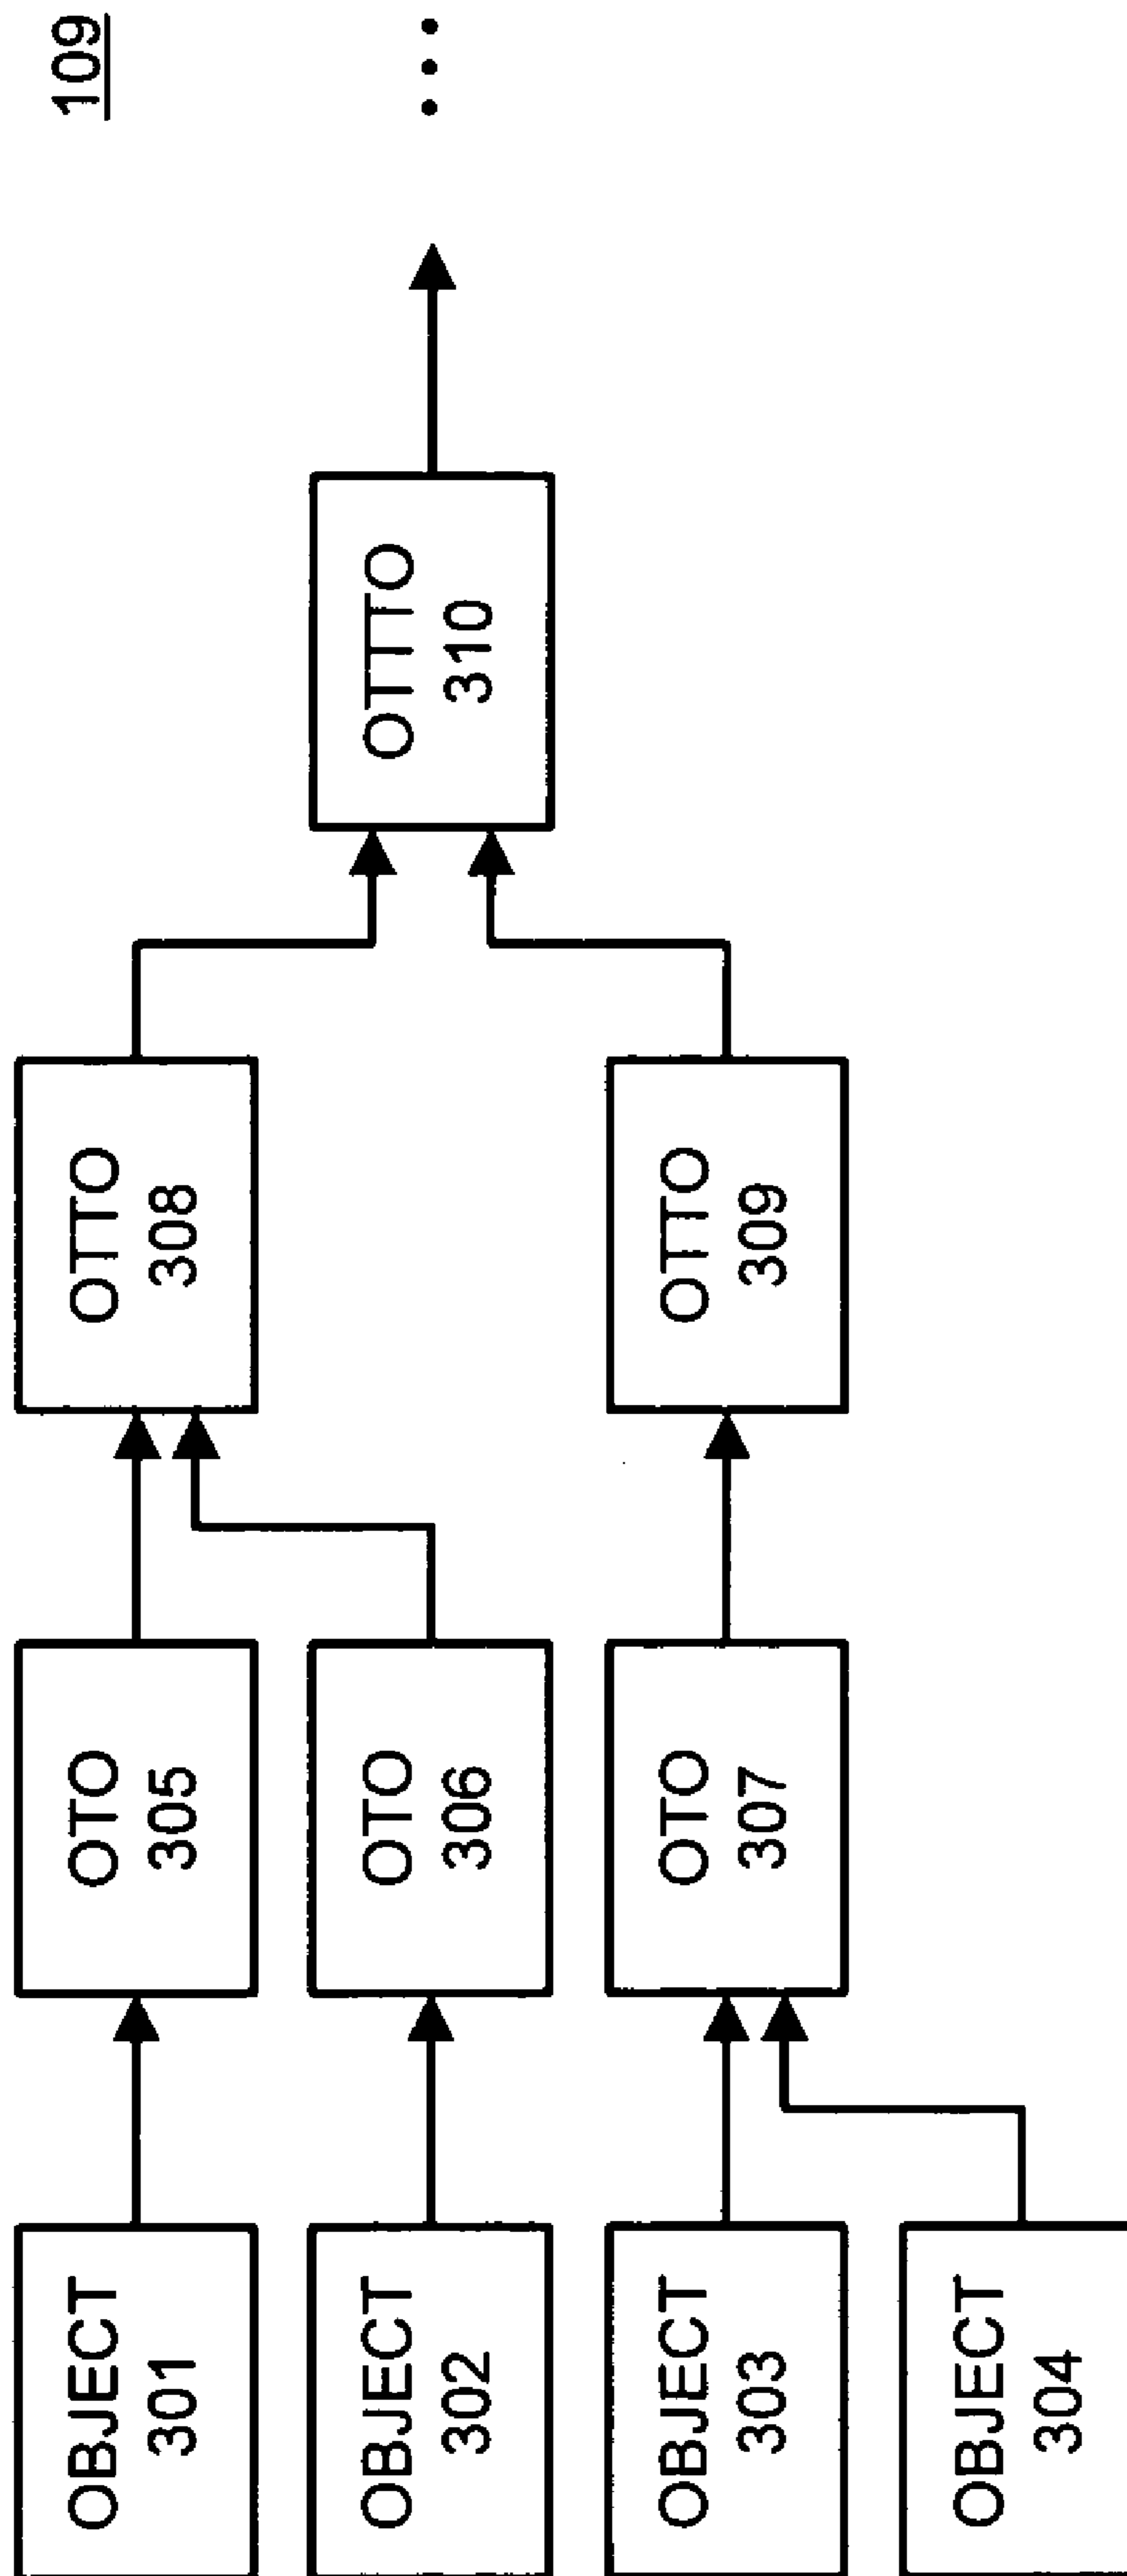 109
OBJECT
301
OTO
305
OTTO
308
OBJECT
302
OTO
306
OTTTO
310
...
OBJECT
303
OTO
307
OTTO
309
OBJECT
304